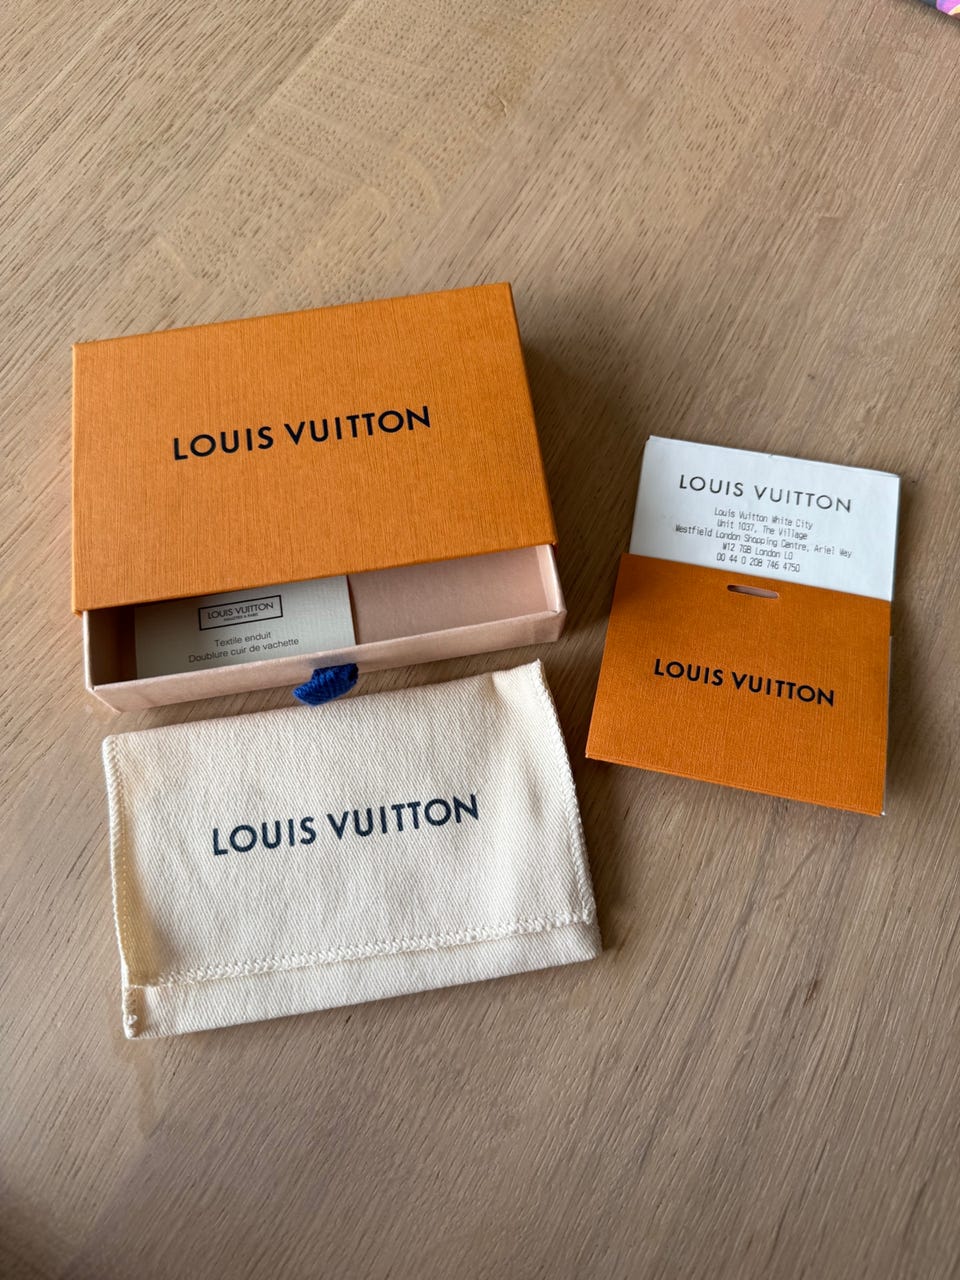 LOUIS VUITTON
LOUIS VUITTON
MALLETIER À PARIS
Textile enduit
Doublure cuir de vachette
LOUIS VUITTON
LOUIS VUITTON
Louis Vuitton White City
Unit 1037, The Village
Westfield London Shopping Centre, Ariel Way
W12 7GB London LO
00 44 0 208 746 4750
LOUIS VUITTON